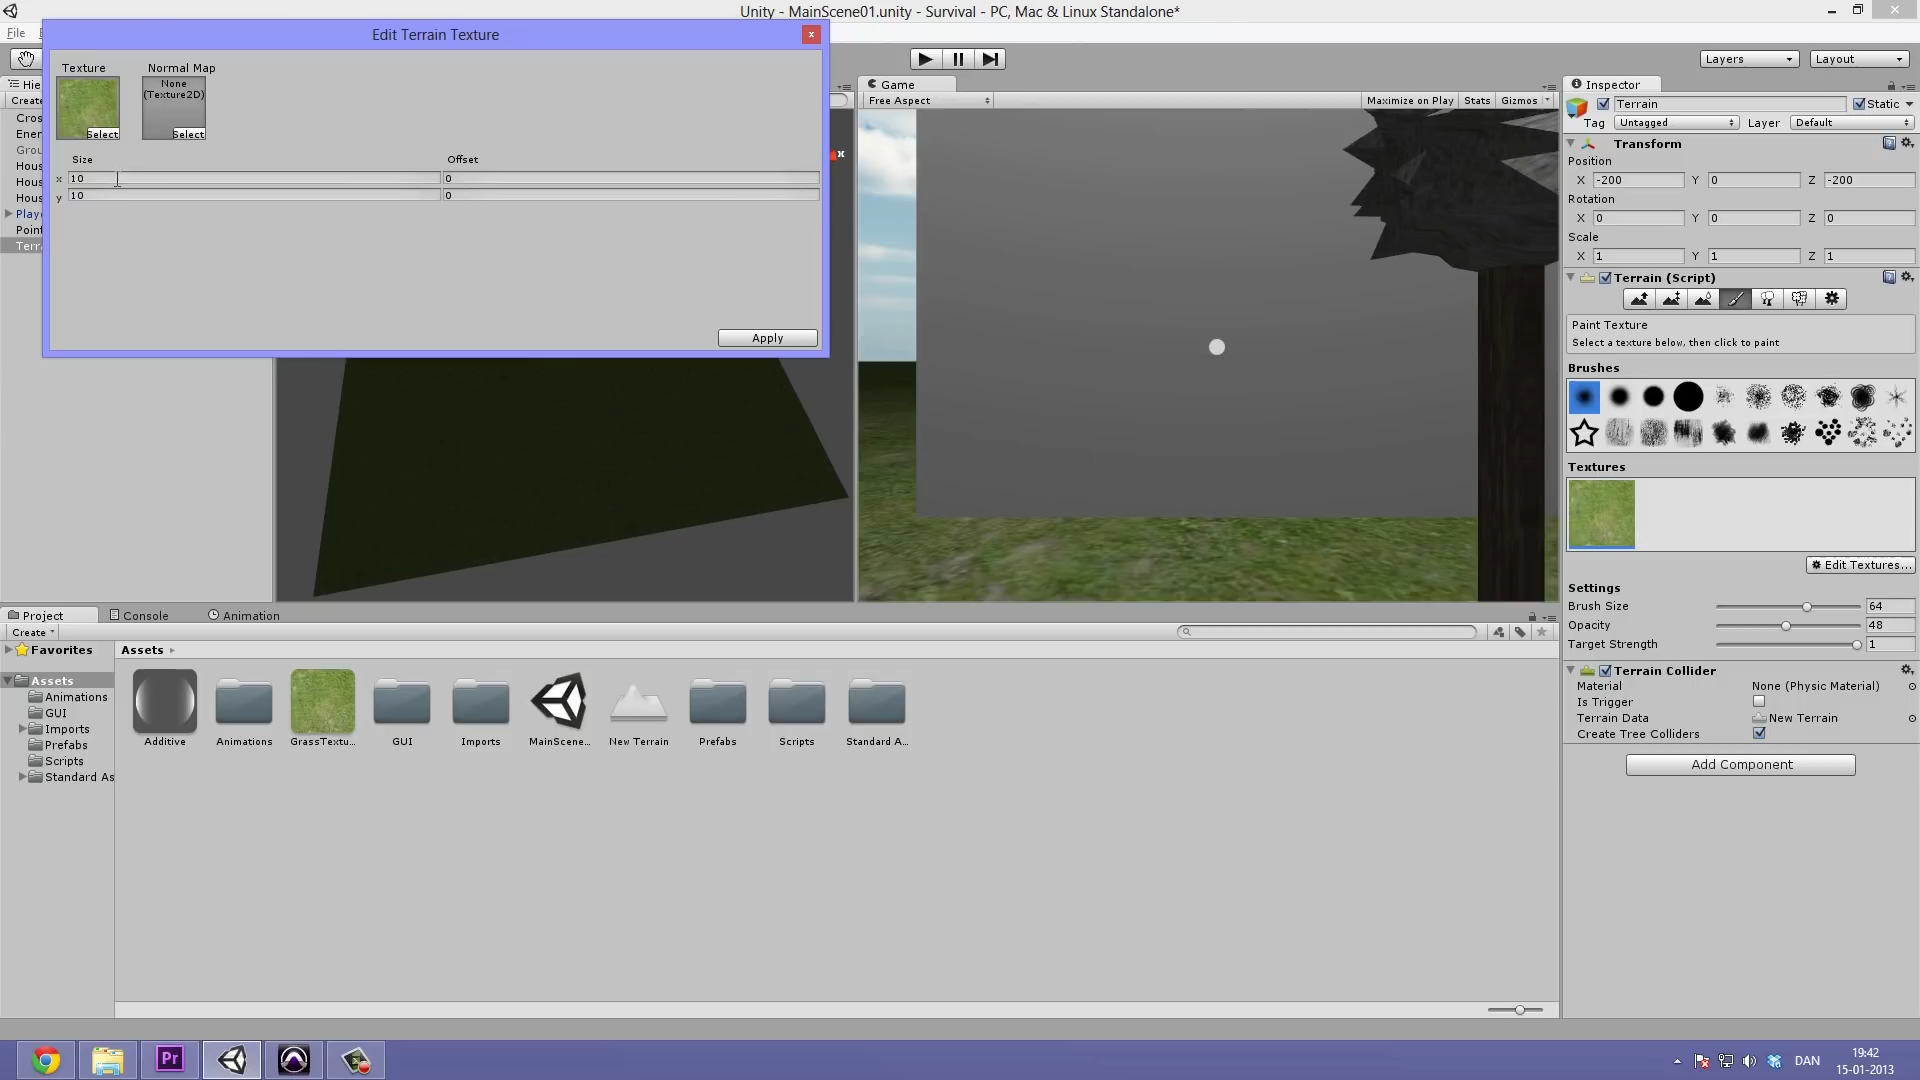 Unity - MainScene01.unity - Survival - PC, Mac & Linux Standalone*
File
Edit Terrain Texture
x
Texture
Normal Map
None
(Texture2D)
Select
Select
Size
Offset
x 10 0
y 10 0
Apply
Hie
Create
Cros
Enem
Grou
Hous
Hous
Hous
Playe
Point
Terra
x
Game
Free Aspect
Maximize on Play
Stats
Gizmos
Layers
Layout
Inspector
Terrain
Static
Tag Untagged
Layer Default
Transform
Position
X -200 Y 0 Z -200
Rotation
X 0 Y 0 Z 0
Scale
X 1 Y 1 Z 1
Terrain (Script)
Paint Texture
Select a texture below, then click to paint
Brushes
Textures
Edit Textures...
Settings
Brush Size 64
Opacity 48
Target Strength 1
Terrain Collider
Material None (Physic Material)
Is Trigger
Terrain Data New Terrain
Create Tree Colliders
Add Component
Project
Console
Animation
Create
Favorites
Assets
Animations
GUI
Imports
Prefabs
Scripts
Standard As
Assets
Additive
Animations
GrassTextu...
GUI
Imports
MainScene...
New Terrain
Prefabs
Scripts
Standard A...
Pr
DAN
19:42
15-01-2013